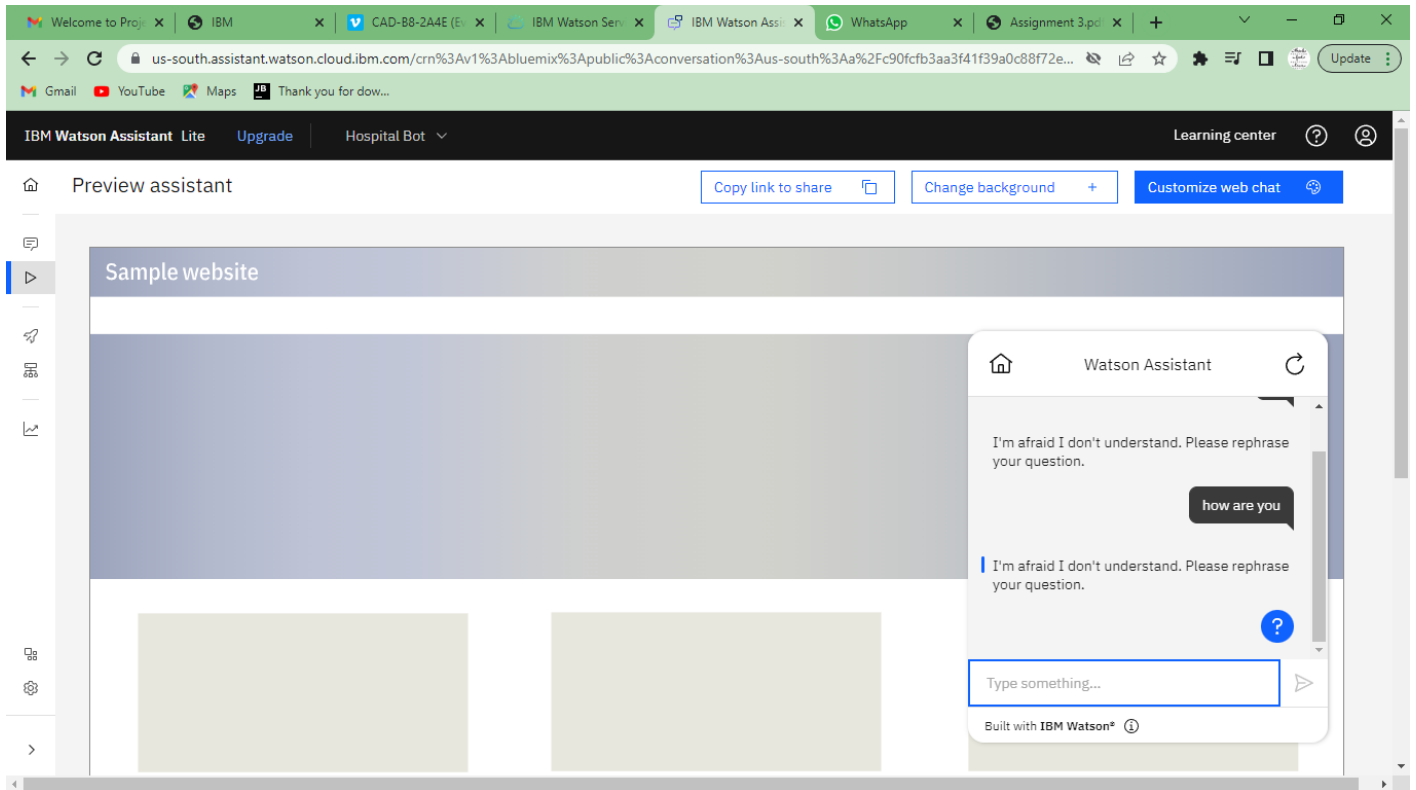 Welcome to Proje
IBM
CAD-B8-2A4E (Ev
IBM Watson Serv
IBM Watson Assis
WhatsApp
Assignment 3.pdf
us-south.assistant.watson.cloud.ibm.com/crn%3Av1%3Abluemix%3Apublic%3Aconversation%3Aus-south%3Aa%2Fc90fcfb3aa3f41f39a0c88f72e...
Update
Gmail
YouTube
Maps
Thank you for dow...
IBM Watson Assistant Lite
Upgrade
Hospital Bot
Learning center
Preview assistant
Copy link to share
Change background +
Customize web chat
Sample website
Watson Assistant
I'm afraid I don't understand. Please rephrase
your question.
how are you
I'm afraid I don't understand. Please rephrase
your question.
?
Type something...
Built with IBM Watson®